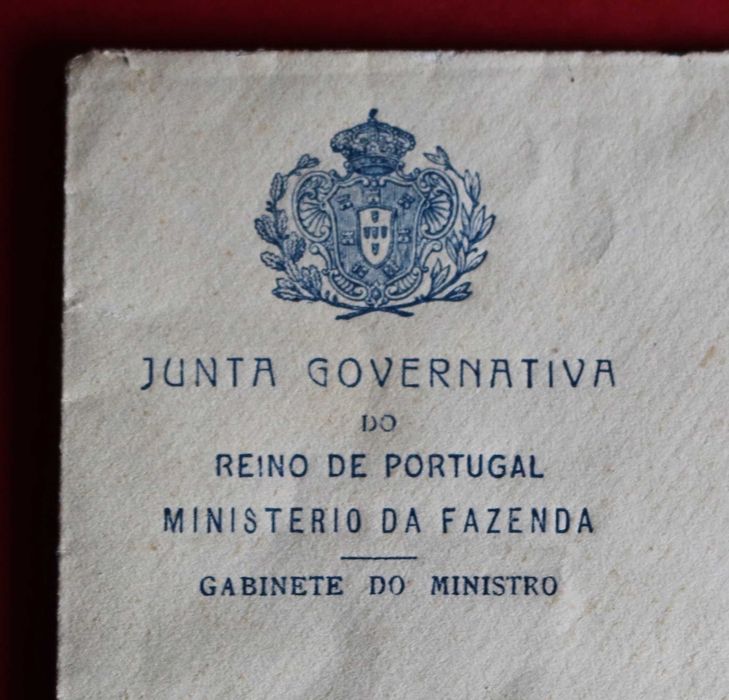 JUNTA GOVERNATIVA
DO
REINO DE PORTUGAL
MINISTERIO DA FAZENDA
GABINETE DO MINISTRO